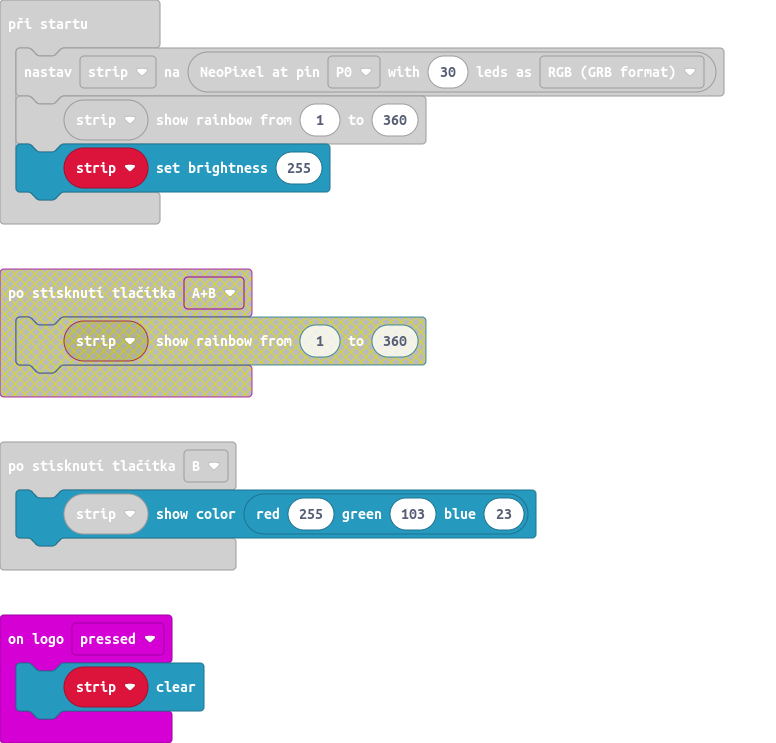 při startu
nastav strip na NeoPixel at pin P0 with 30 leds as RGB (GRB format)
strip show rainbow from 1 to 360
strip set brightness 255
po stisknutí tlačítka A+B
strip show rainbow from 1 to 360
po stisknutí tlačítka B
strip show color red 255 green 103 blue 23
on logo pressed
strip clear